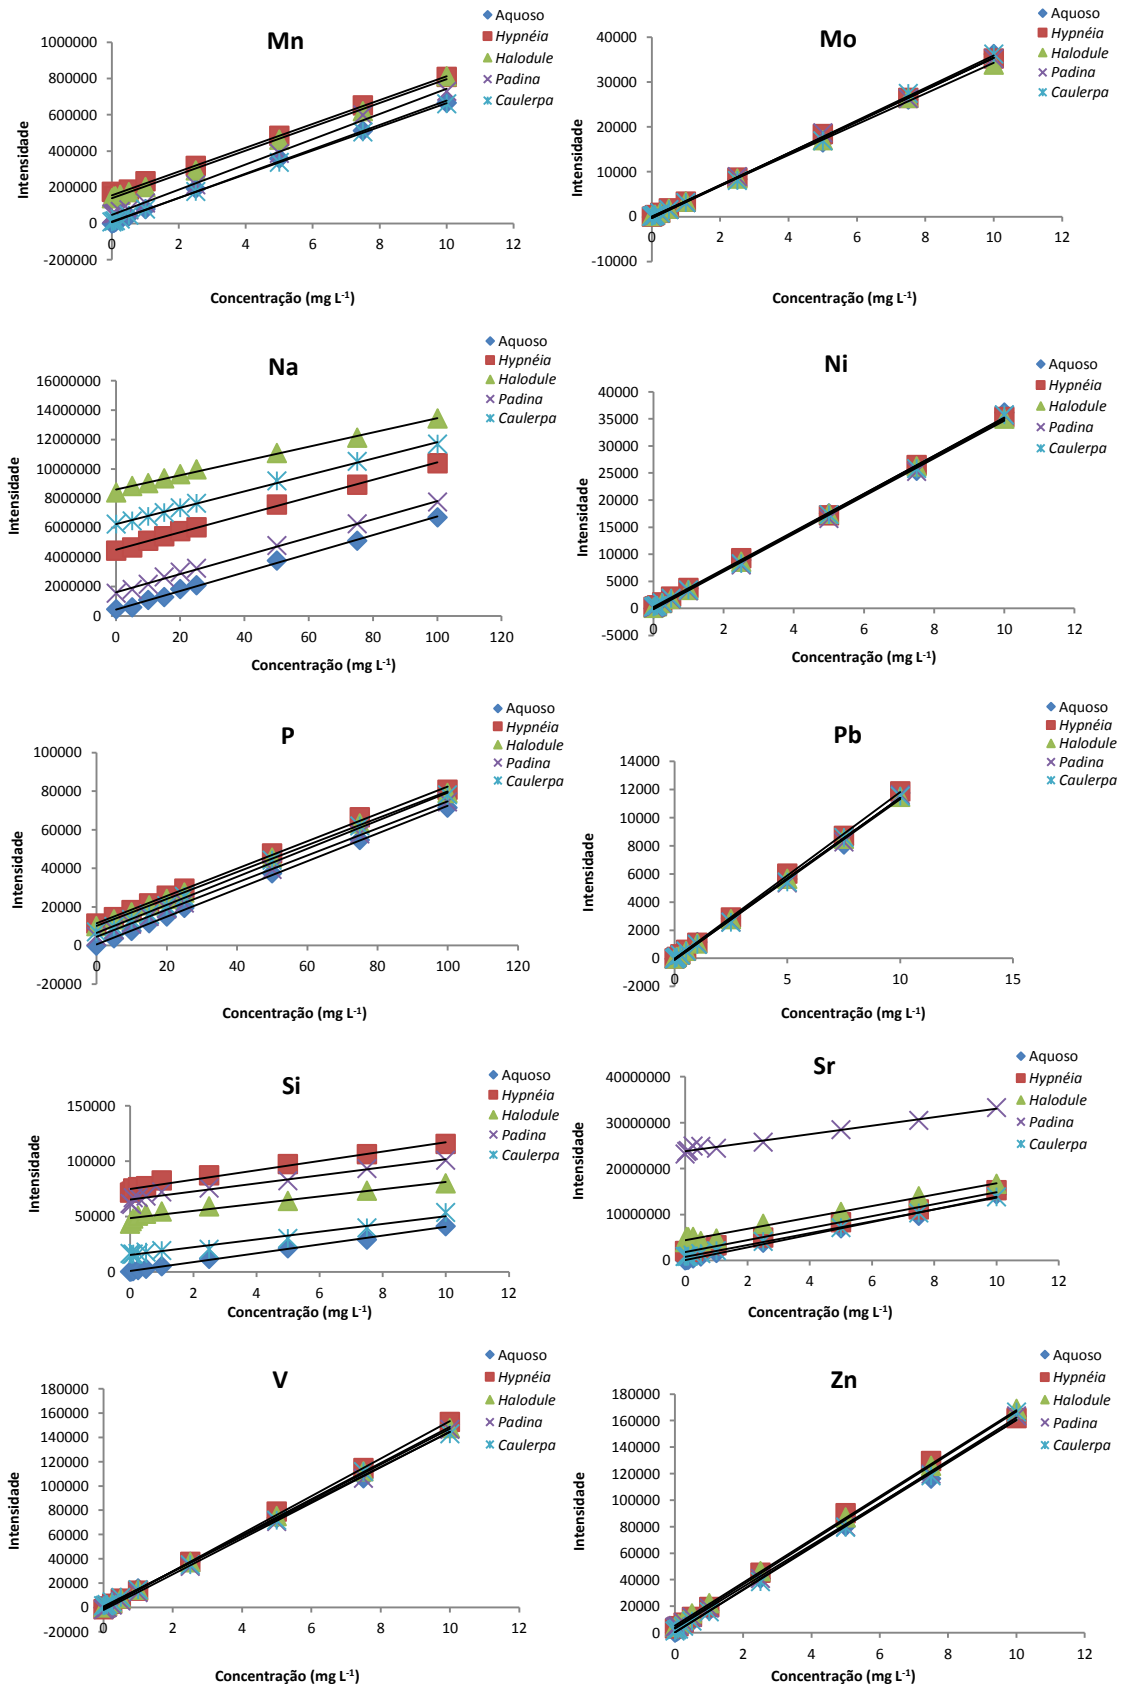 Mn
Aquoso
Hypnéia
Halodule
Padina
Caulerpa
Intensidade
1000000
800000
600000
400000
200000
0
-200000
0 2 4 6 8 10 12
Concentração (mg L-1)
Mo
Aquoso
Hypnéia
Halodule
Padina
Caulerpa
Intensidade
40000
30000
20000
10000
0
-10000
0 2 4 6 8 10 12
Concentração (mg L-1)
Na
Aquoso
Hypnéia
Halodule
Padina
Caulerpa
Intensidade
16000000
14000000
12000000
10000000
8000000
6000000
4000000
2000000
0
0 20 40 60 80 100 120
Concentração (mg L-1)
Ni
Aquoso
Hypnéia
Halodule
Padina
Caulerpa
Intensidade
40000
35000
30000
25000
20000
15000
10000
5000
0
-5000
0 2 4 6 8 10 12
Concentração (mg L-1)
P
Aquoso
Hypnéia
Halodule
Padina
Caulerpa
Intensidade
100000
80000
60000
40000
20000
0
-20000
0 20 40 60 80 100 120
Concentração (mg L-1)
Pb
Aquoso
Hypnéia
Halodule
Padina
Caulerpa
Intensidade
14000
12000
10000
8000
6000
4000
2000
0
-2000
0 5 10 15
Concentração (mg L-1)
Si
Aquoso
Hypnéia
Halodule
Padina
Caulerpa
Intensidade
150000
100000
50000
0
0 2 4 6 8 10 12
Concentração (mg L-1)
Sr
Aquoso
Hypnéia
Halodule
Padina
Caulerpa
Intensidade
40000000
30000000
20000000
10000000
0
0 2 4 6 8 10 12
Concentração (mg L-1)
V
Aquoso
Hypnéia
Halodule
Padina
Caulerpa
Intensidade
180000
160000
140000
120000
100000
80000
60000
40000
20000
0
-20000
0 2 4 6 8 10 12
Concentração (mg L-1)
Zn
Aquoso
Hypnéia
Halodule
Padina
Caulerpa
Intensidade
180000
160000
140000
120000
100000
80000
60000
40000
20000
0
0 2 4 6 8 10 12
Concentração (mg L-1)